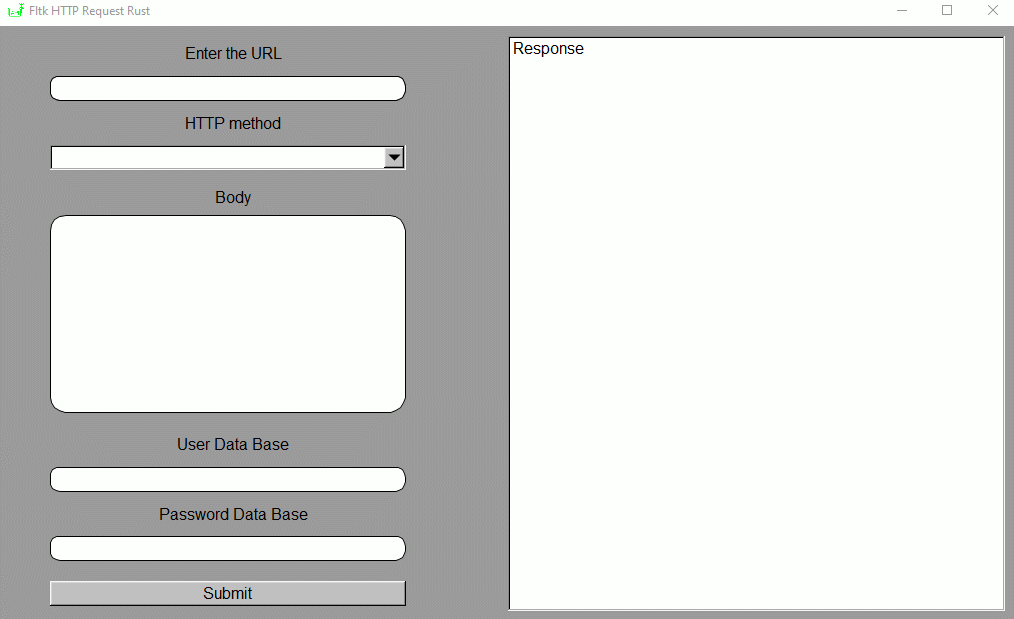 Fltk HTTP Request Rust
Enter the URL
HTTP method
Body
User Data Base
Password Data Base
Submit
Response